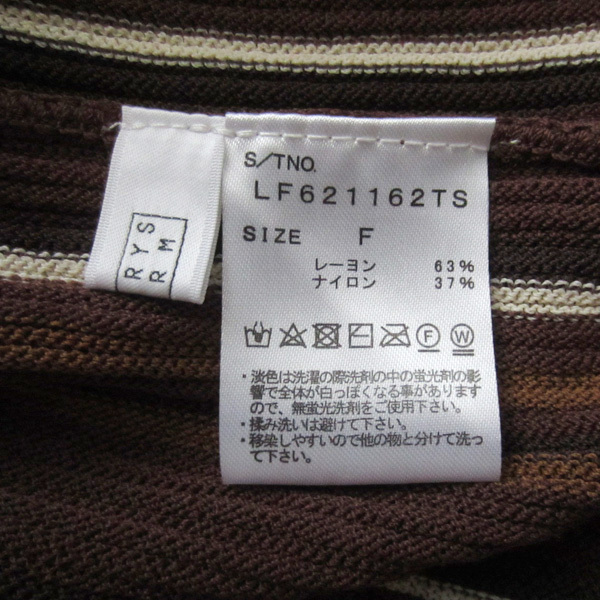 RYS
RM
S/TNO.
LF621162TS
SIZE F
レーヨン 63%
ナイロン 37%
F W
・淡色は洗濯の際洗剤の中の蛍光剤の影
響で全体が白っぽくなる事があります
ので、無蛍光洗剤をご使用下さい。
・揉み洗いは避けて下さい。
・移染しやすいので他の物と分けて洗っ
て下さい。